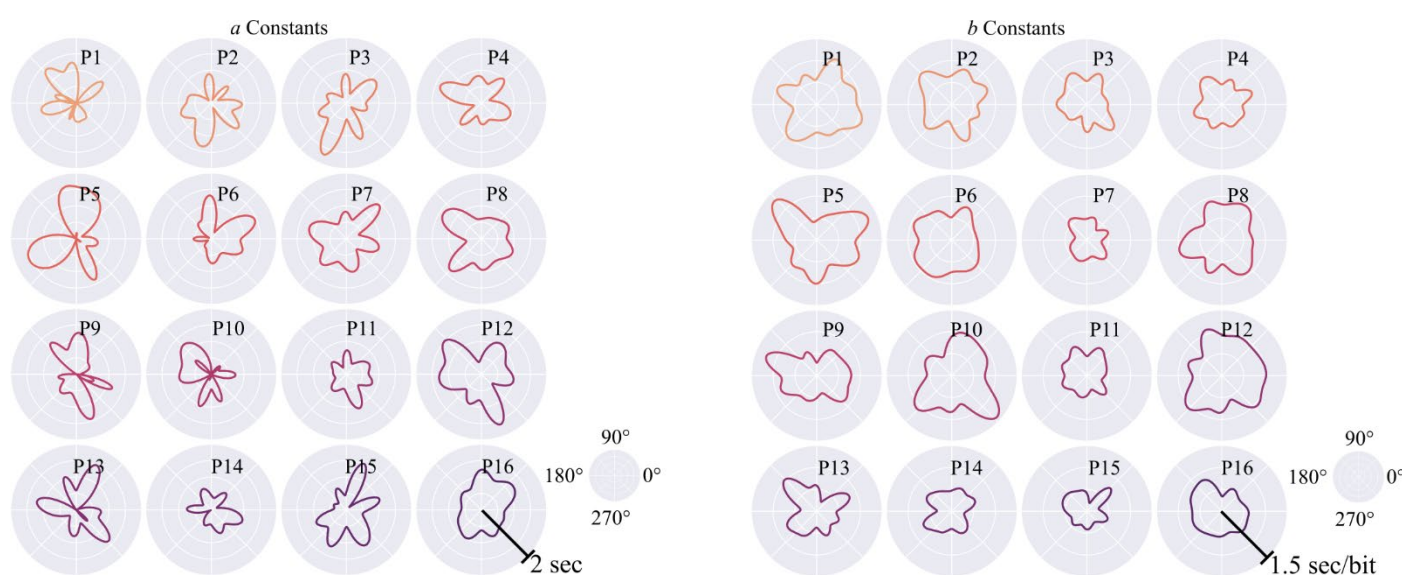 a Constants
P1 P2 P3 P4
P5 P6 P7 P8
P9 P10 P11 P12
P13 P14 P15 P16
90°
180° 0°
270°
2 sec
b Constants
P1 P2 P3 P4
P5 P6 P7 P8
P9 P10 P11 P12
P13 P14 P15 P16
90°
180° 0°
270°
1.5 sec/bit